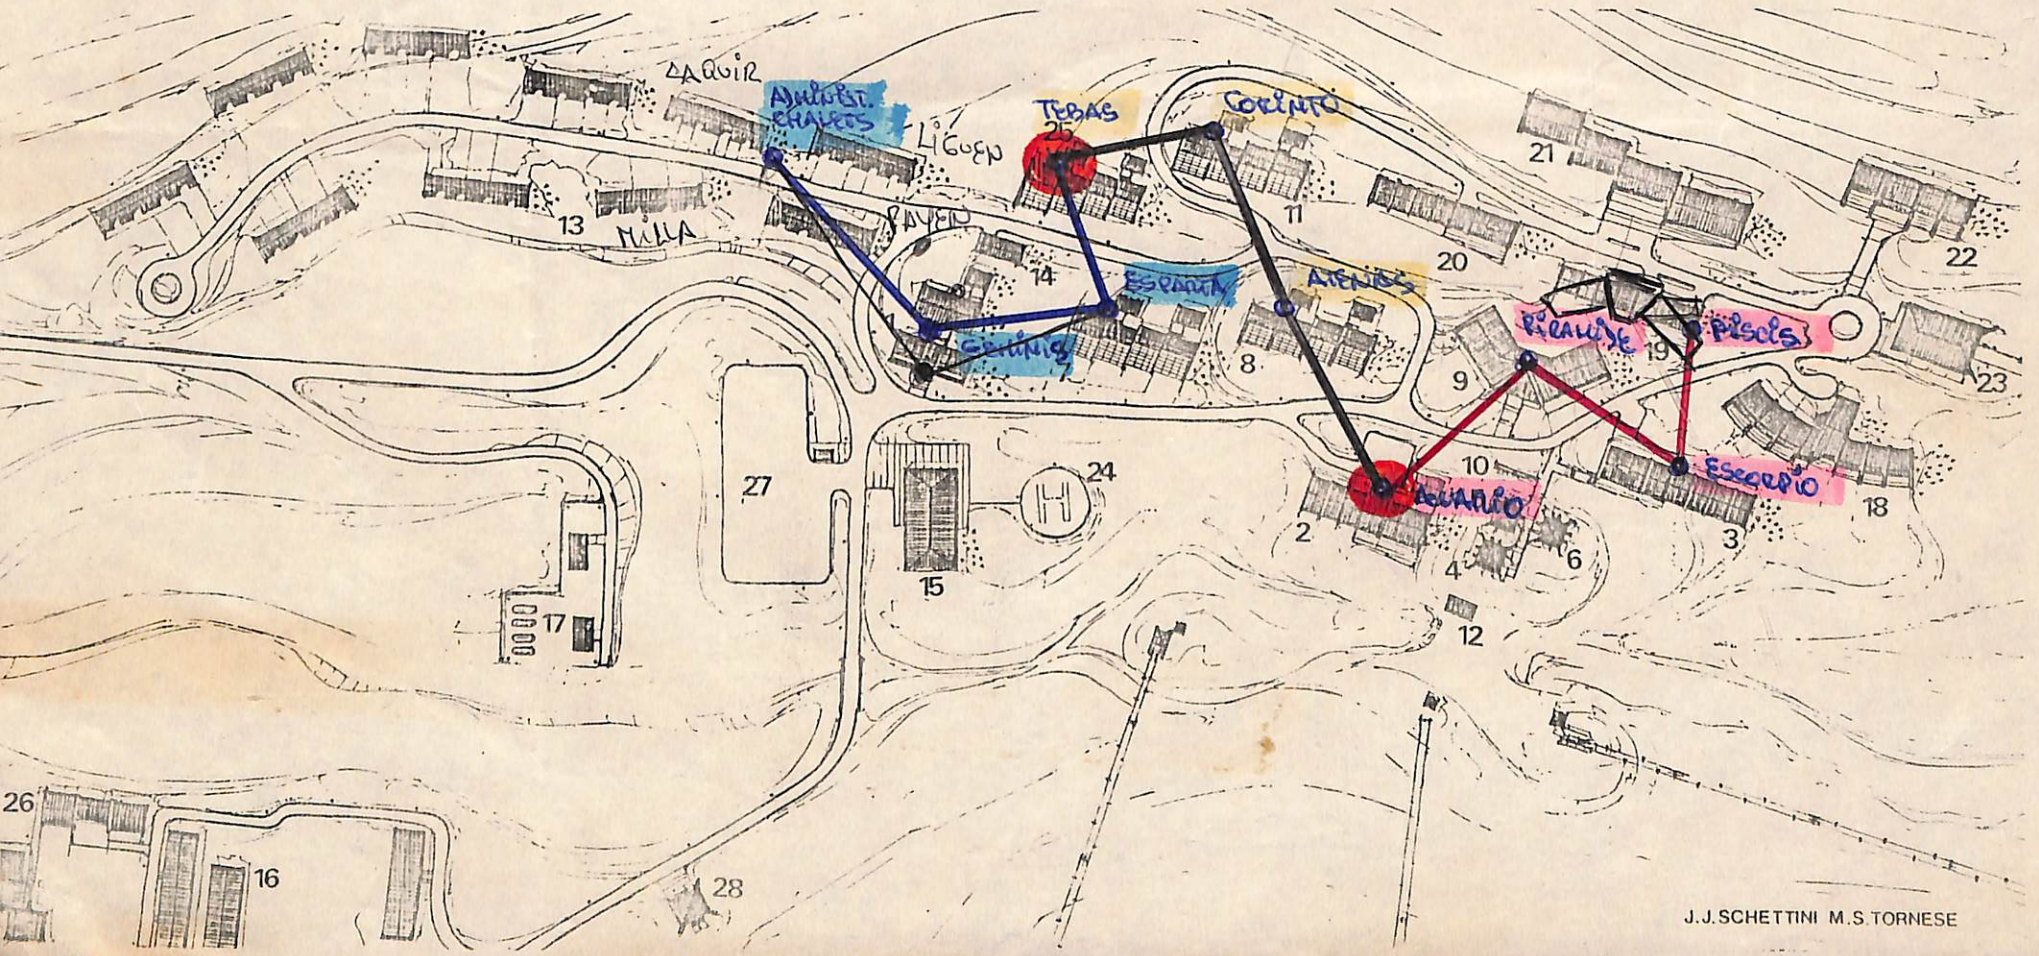 LAQUIR
ADMINIST.
CHALETS
LIGUEN
TEBAS
25
CORINTO
11
21
13
MILLA
PAYEN
14
ESPARTA
ATENAS
20
22
GEMINIS
7
8
9
PIRAMIDE
19
PISCIS
23
27
24
H
10
ACUARIO
ESCORPIO
18
2
3
15
4
6
17
12
26
16
28
J.J.SCHETTINI M.S.TORNESE